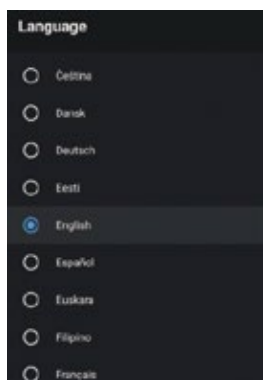 Language
Čeština
Dansk
Deutsch
Eesti
English
Español
Euskara
Filipino
Français